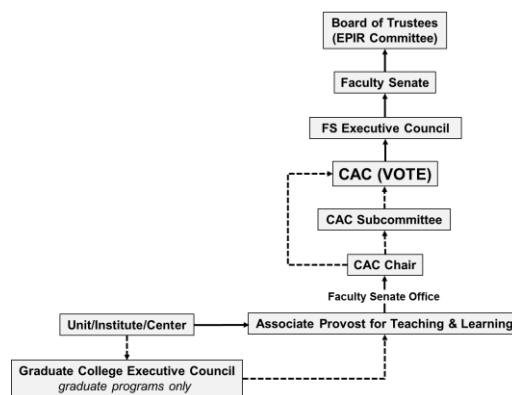 Board of Trustees
(EPIR Committee)
Faculty Senate
FS Executive Council
CAC (VOTE)
CAC Subcommittee
CAC Chair
Faculty Senate Office
Unit/Institute/Center
Associate Provost for Teaching & Learning
Graduate College Executive Council
graduate programs only